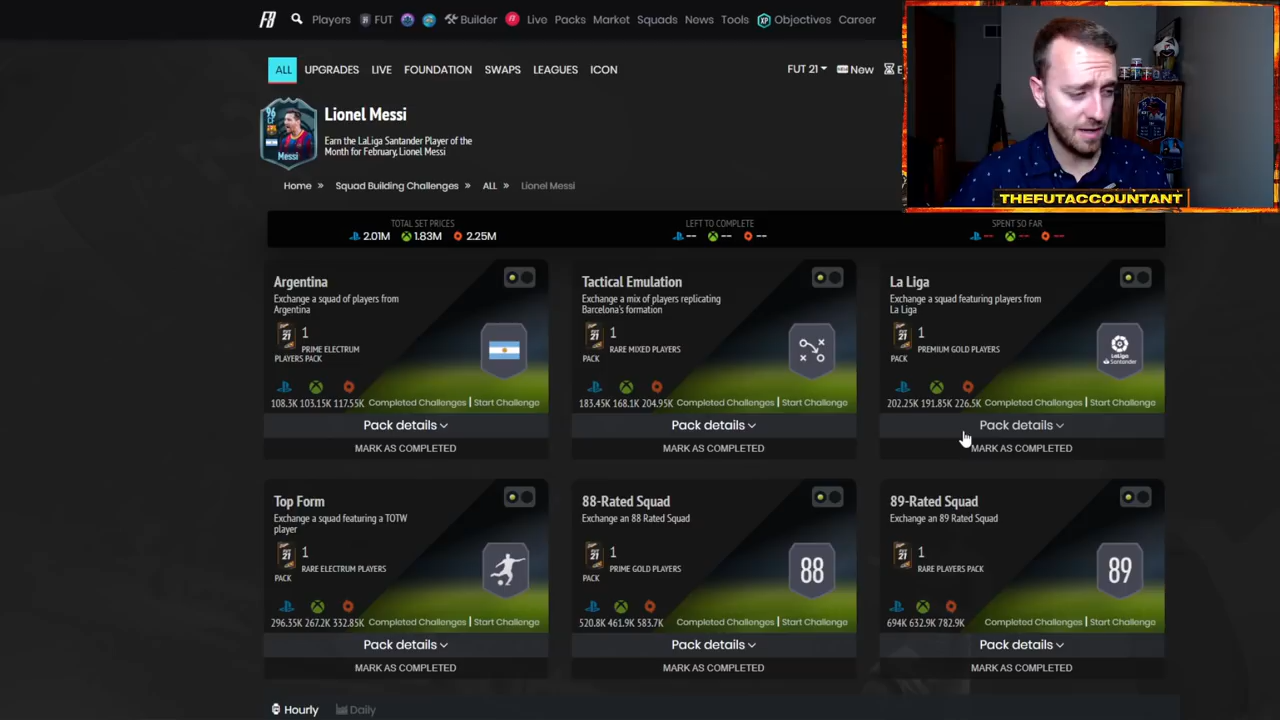 Players FUT Builder Live Packs Market Squads News Tools XP Objectives Career
ALL UPGRADES LIVE FOUNDATION SWAPS LEAGUES ICON
FUT 21 New
96
Messi
Lionel Messi
Earn the LaLiga Santander Player of the
Month for February, Lionel Messi
THEFUTACCOUNTANT
Home » Squad Building Challenges » ALL » Lionel Messi
TOTAL SET PRICES
2.01M 1.83M 2.25M
LEFT TO COMPLETE
-- -- --
SPENT SO FAR
-- -- --
Argentina
Exchange a squad of players from
Argentina
1
PRIME ELECTRUM
PLAYERS PACK
108.3K 103.15K 117.55K Completed Challenges | Start Challenge
Pack details
MARK AS COMPLETED
Tactical Emulation
Exchange a mix of players replicating
Barcelona's formation
1
RARE MIXED PLAYERS
PACK
183.45K 168.1K 204.95K Completed Challenges | Start Challenge
Pack details
MARK AS COMPLETED
La Liga
Exchange a squad featuring players from
La Liga
1
PREMIUM GOLD PLAYERS
PACK
LaLiga
Santander
202.25K 191.85K 226.5K Completed Challenges | Start Challenge
Pack details
MARK AS COMPLETED
Top Form
Exchange a squad featuring a TOTW
player
1
RARE ELECTRUM PLAYERS
PACK
296.35K 267.2K 332.85K Completed Challenges | Start Challenge
Pack details
MARK AS COMPLETED
88-Rated Squad
Exchange an 88 Rated Squad
1
PRIME GOLD PLAYERS
PACK
88
520.8K 461.9K 583.7K Completed Challenges | Start Challenge
Pack details
MARK AS COMPLETED
89-Rated Squad
Exchange an 89 Rated Squad
1
RARE PLAYERS PACK
89
694K 632.9K 782.9K Completed Challenges | Start Challenge
Pack details
MARK AS COMPLETED
Hourly Daily